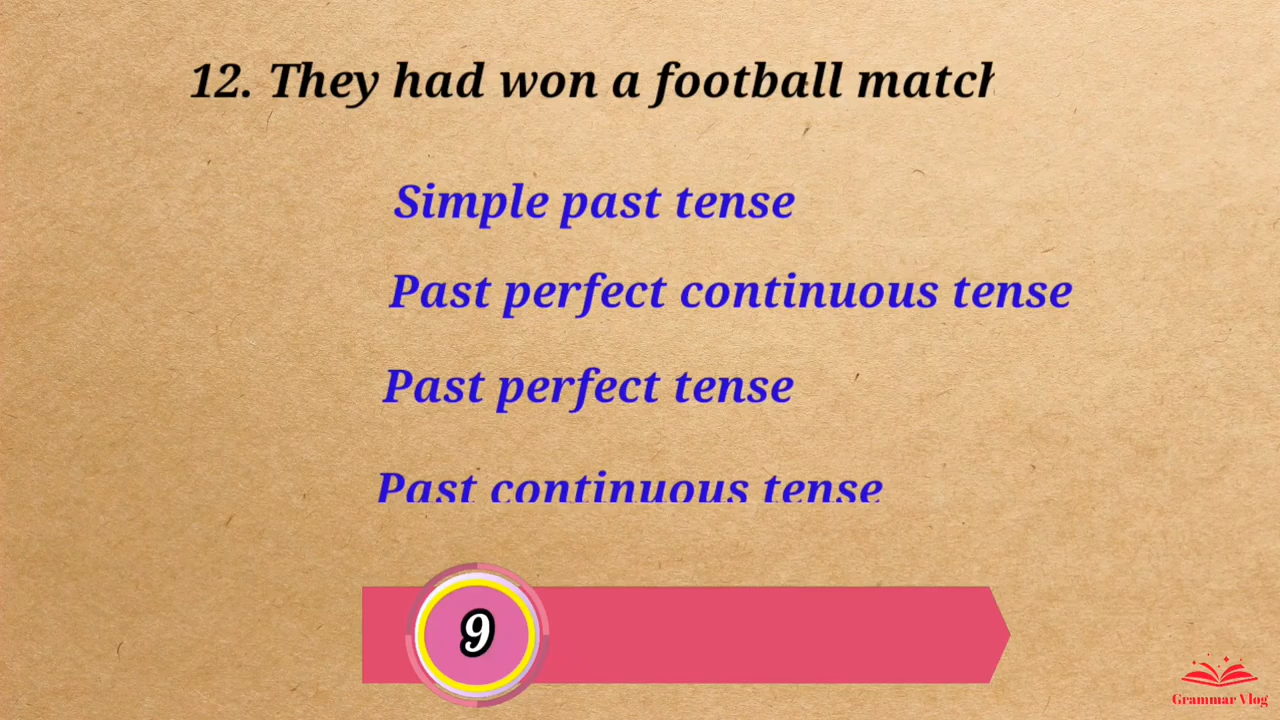 12. They had won a football match
Simple past tense
Past perfect continuous tense
Past perfect tense
Past continuous tense
9
Grammar Vlog